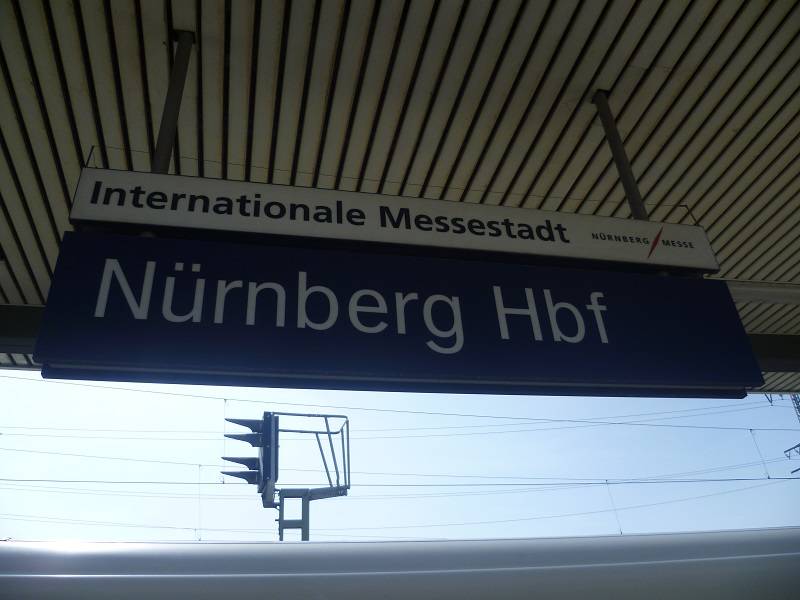 Internationale Messestadt NÜRNBERG MESSE
Nürnberg Hbf